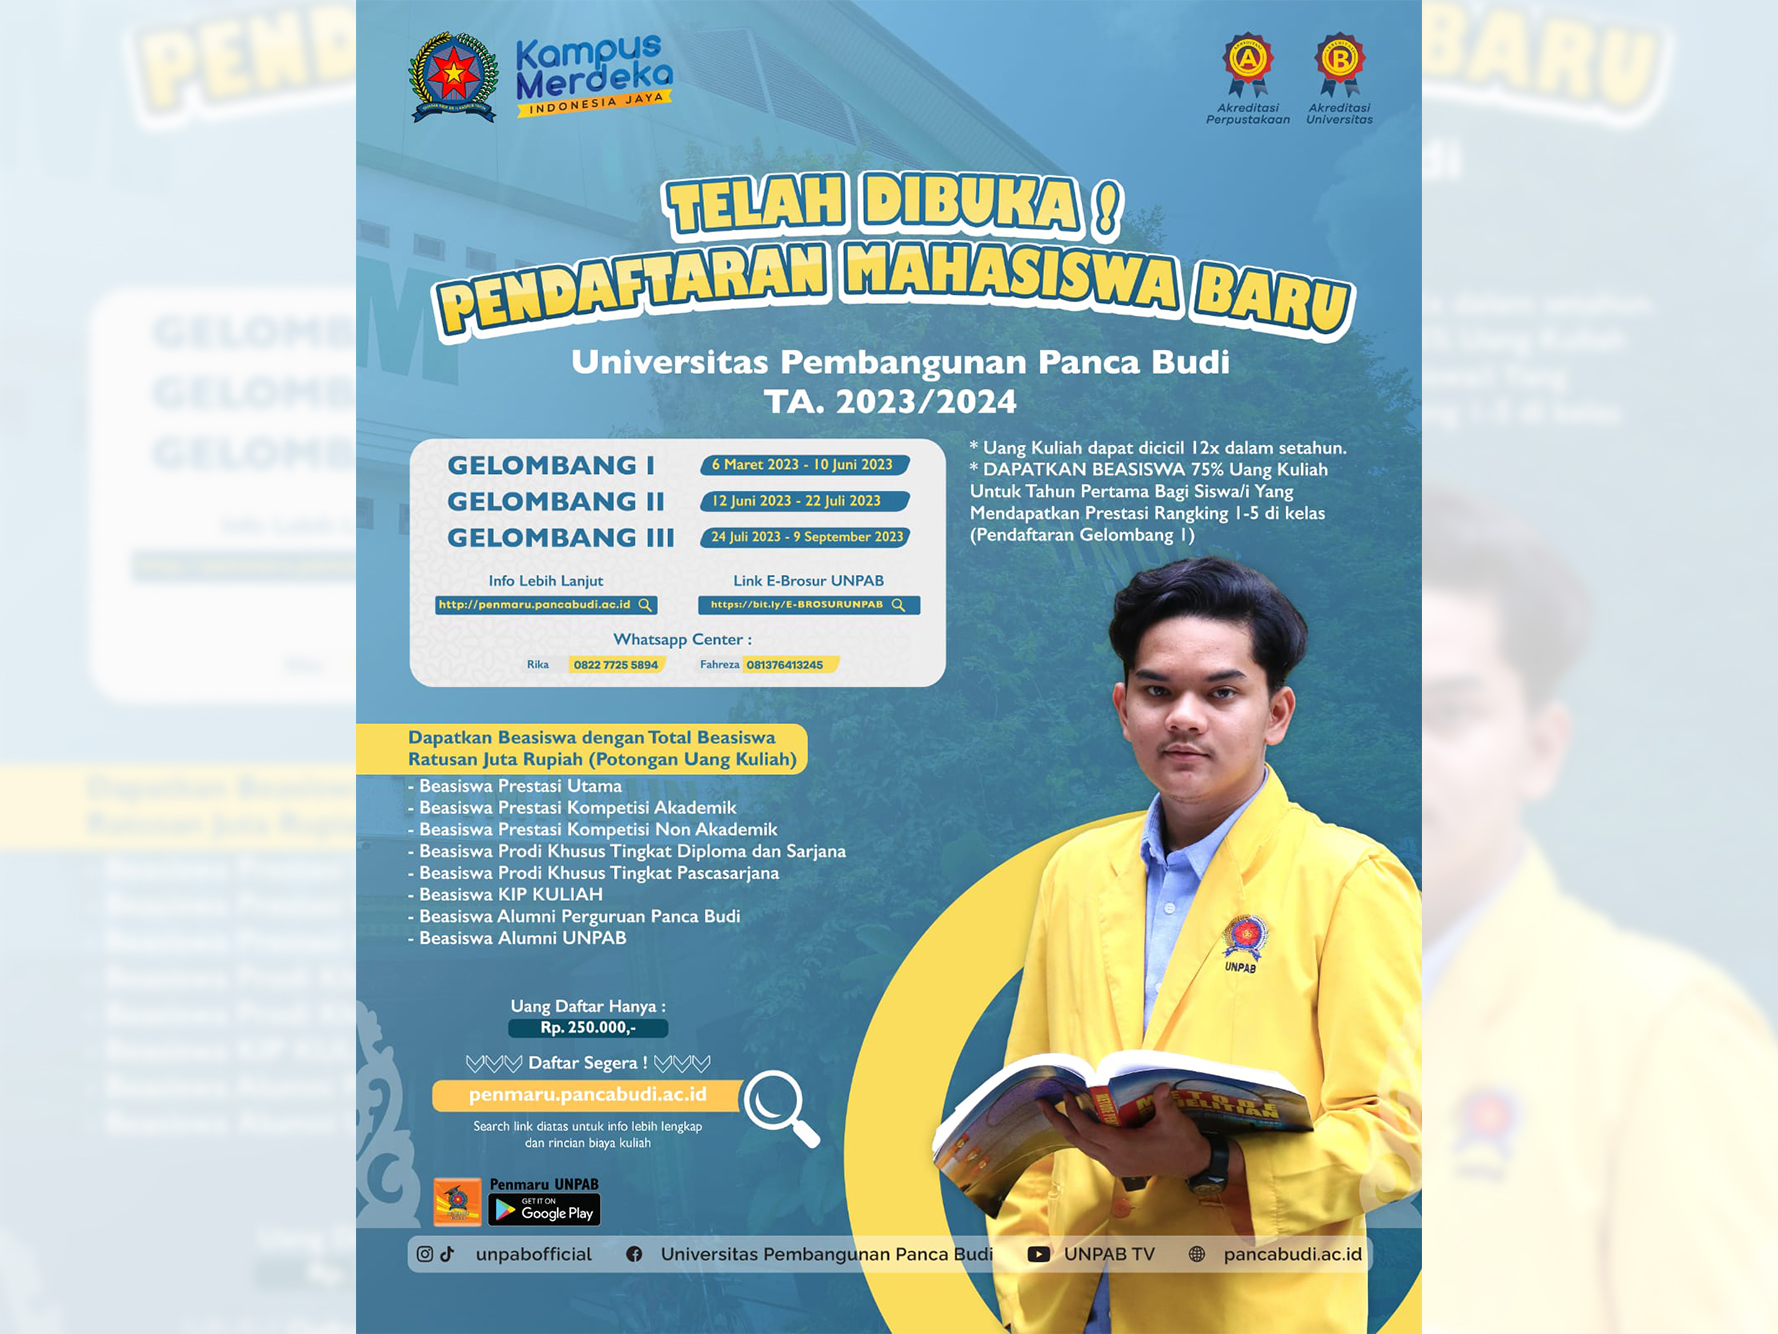 Kampus
Merdeka
INDONESIA JAYA
A
B
Akreditasi
Perpustakaan
Akreditasi
Universitas
TELAH DIBUKA !
PENDAFTARAN MAHASISWA BARU
Universitas Pembangunan Panca Budi
TA. 2023/2024
GELOMBANG I 6 Maret 2023 - 10 Juni 2023
GELOMBANG II 12 Juni 2023 - 22 Juli 2023
GELOMBANG III 24 Juli 2023 - 9 September 2023
Info Lebih Lanjut
http://penmaru.pancabudi.ac.id
Link E-Brosur UNPAB
https://bit.ly/E-BROSURUNPAB
Whatsapp Center :
Rika 0822 7725 5894 Fahreza 081376413245
* Uang Kuliah dapat dicicil 12x dalam setahun.
* DAPATKAN BEASISWA 75% Uang Kuliah
Untuk Tahun Pertama Bagi Siswa/i Yang
Mendapatkan Prestasi Rangking 1-5 di kelas
(Pendaftaran Gelombang 1)
Dapatkan Beasiswa dengan Total Beasiswa
Ratusan Juta Rupiah (Potongan Uang Kuliah)
- Beasiswa Prestasi Utama
- Beasiswa Prestasi Kompetisi Akademik
- Beasiswa Prestasi Kompetisi Non Akademik
- Beasiswa Prodi Khusus Tingkat Diploma dan Sarjana
- Beasiswa Prodi Khusus Tingkat Pascasarjana
- Beasiswa KIP KULIAH
- Beasiswa Alumni Perguruan Panca Budi
- Beasiswa Alumni UNPAB
UNPAB
METODE
PENELITIAN
Uang Daftar Hanya :
Rp. 250.000,-
Daftar Segera !
penmaru.pancabudi.ac.id
Search link diatas untuk info lebih lengkap
dan rincian biaya kuliah
Penmaru UNPAB
GET IT ON
Google Play
unpabofficial Universitas Pembangunan Panca Budi UNPAB TV pancabudi.ac.id